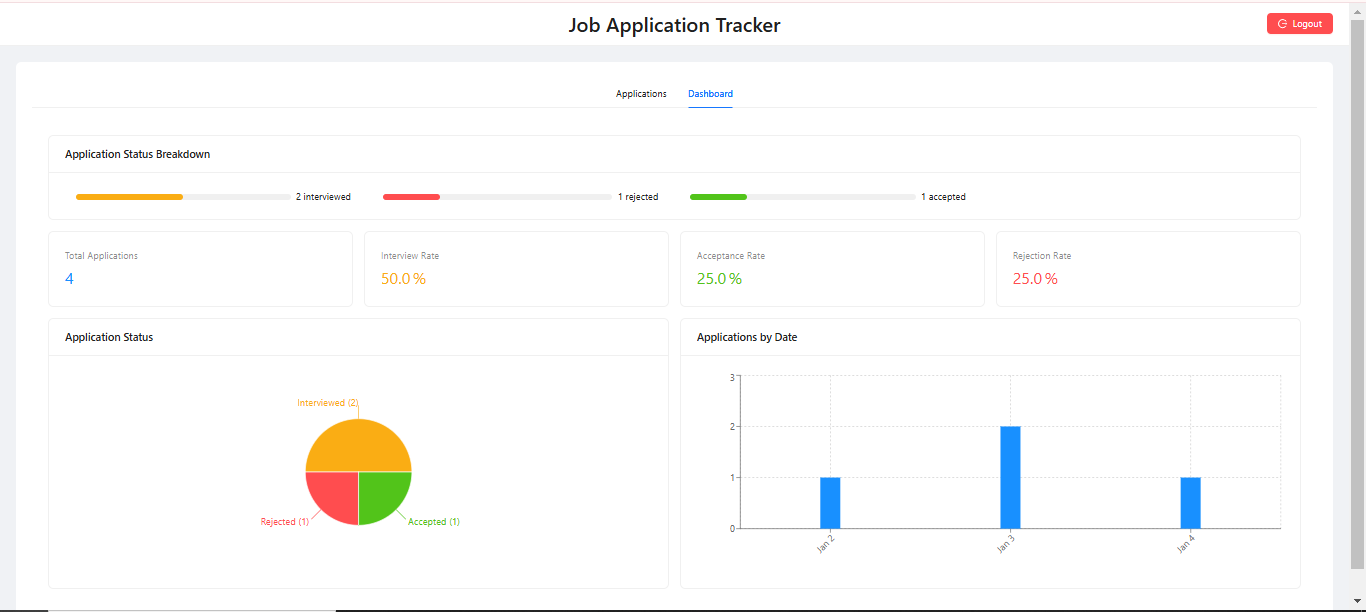 Job Application Tracker
Logout
Applications
Dashboard
Application Status Breakdown
2 interviewed
1 rejected
1 accepted
Total Applications
4
Interview Rate
50.0 %
Acceptance Rate
25.0 %
Rejection Rate
25.0 %
Application Status
Interviewed (2)
Rejected (1)
Accepted (1)
Applications by Date
3
2
1
0
Jan 2
Jan 3
Jan 4